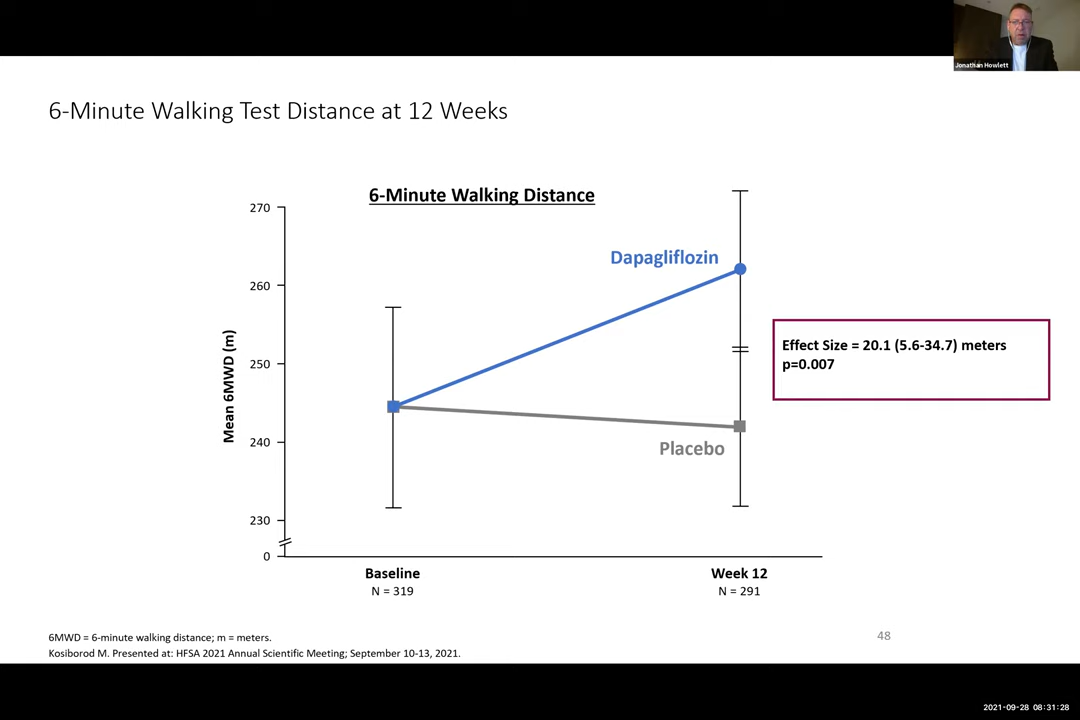 Jonathan Howlett
6-Minute Walking Test Distance at 12 Weeks
6-Minute Walking Distance
270
260
250
240
230
0
Mean 6MWD (m)
Dapagliflozin
Placebo
Effect Size = 20.1 (5.6-34.7) meters
p=0.007
Baseline
N = 319
Week 12
N = 291
6MWD = 6-minute walking distance; m = meters.
Kosiborod M. Presented at: HFSA 2021 Annual Scientific Meeting; September 10-13, 2021.
48
2021-09-28 08:31:28